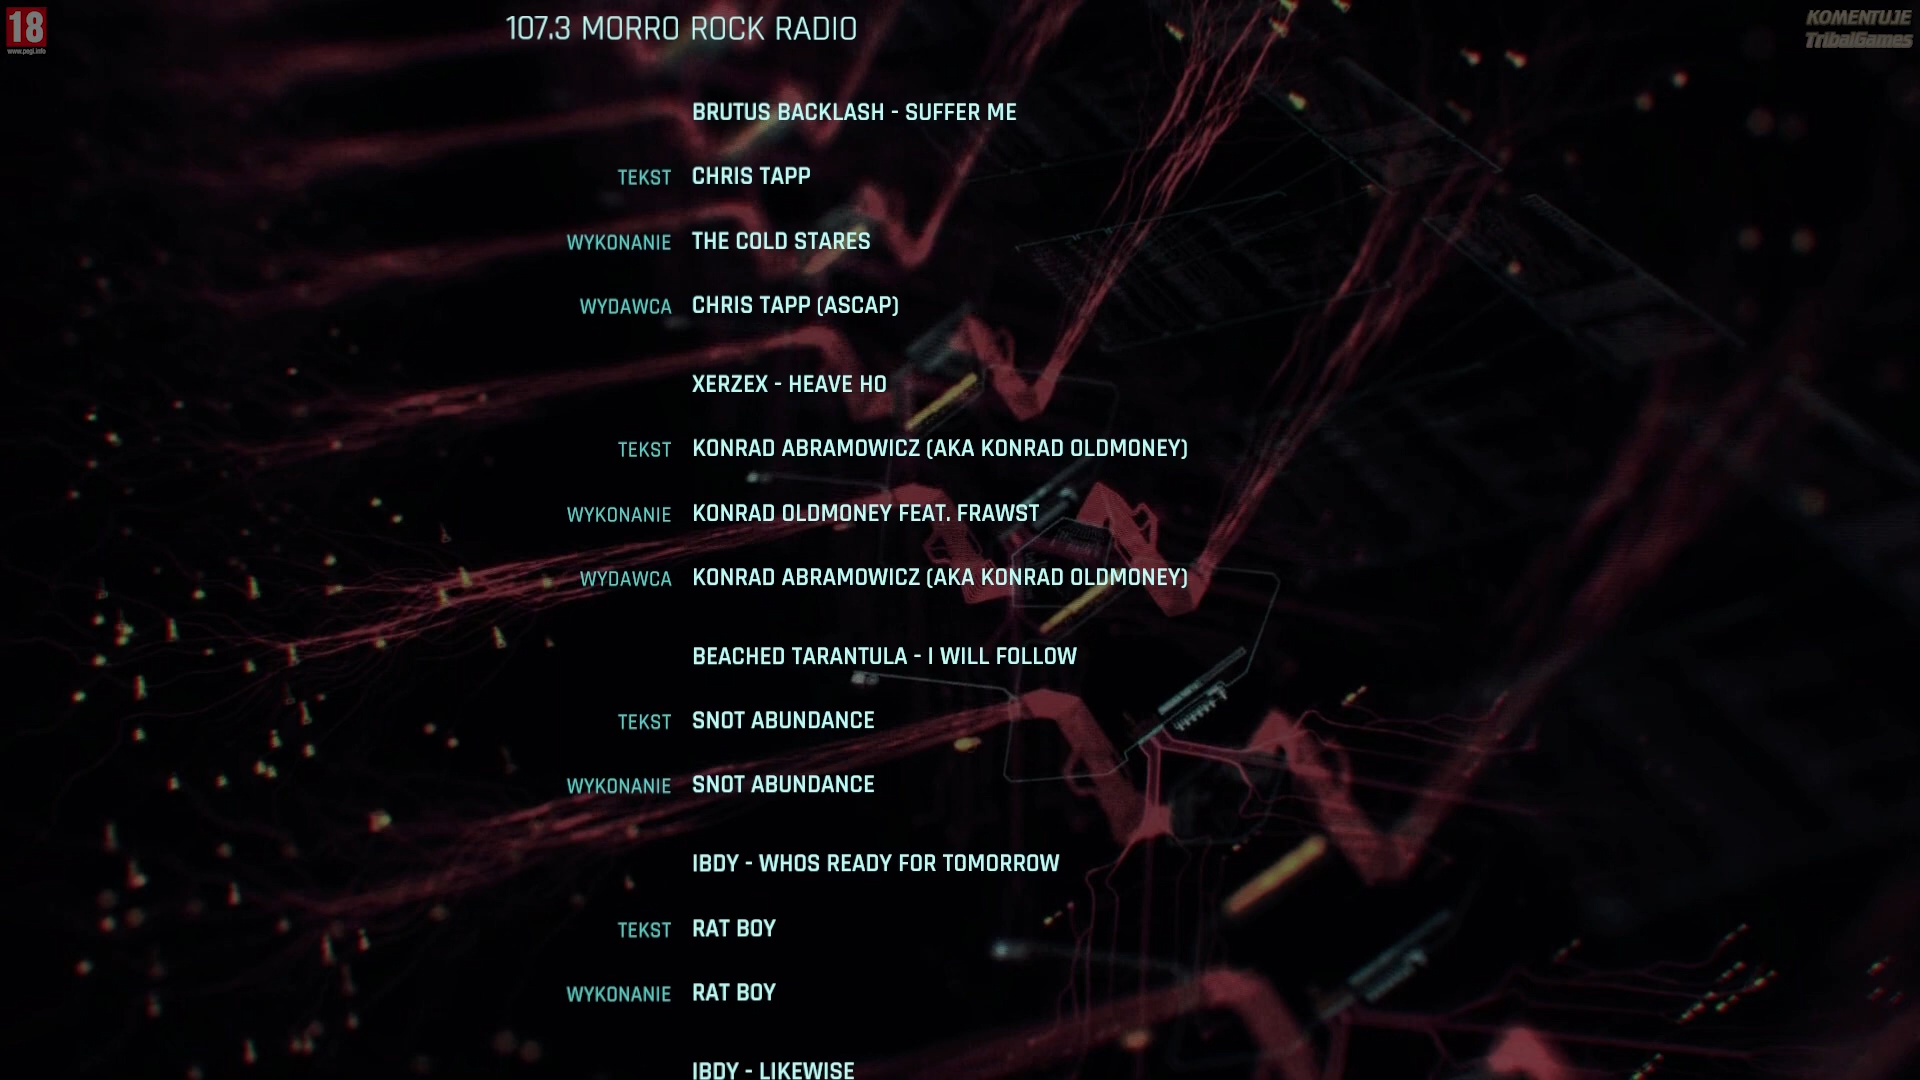 18
www.pegi.info
KOMENTUJE
TribalGames
107.3 MORRO ROCK RADIO
BRUTUS BACKLASH - SUFFER ME
TEKST CHRIS TAPP
WYKONANIE THE COLD STARES
WYDAWCA CHRIS TAPP (ASCAP)
XERZEX - HEAVE HO
TEKST KONRAD ABRAMOWICZ (AKA KONRAD OLDMONEY)
WYKONANIE KONRAD OLDMONEY FEAT. FRAWST
WYDAWCA KONRAD ABRAMOWICZ (AKA KONRAD OLDMONEY)
BEACHED TARANTULA - I WILL FOLLOW
TEKST SNOT ABUNDANCE
WYKONANIE SNOT ABUNDANCE
IBDY - WHOS READY FOR TOMORROW
TEKST RAT BOY
WYKONANIE RAT BOY
IBDY - LIKEWISE